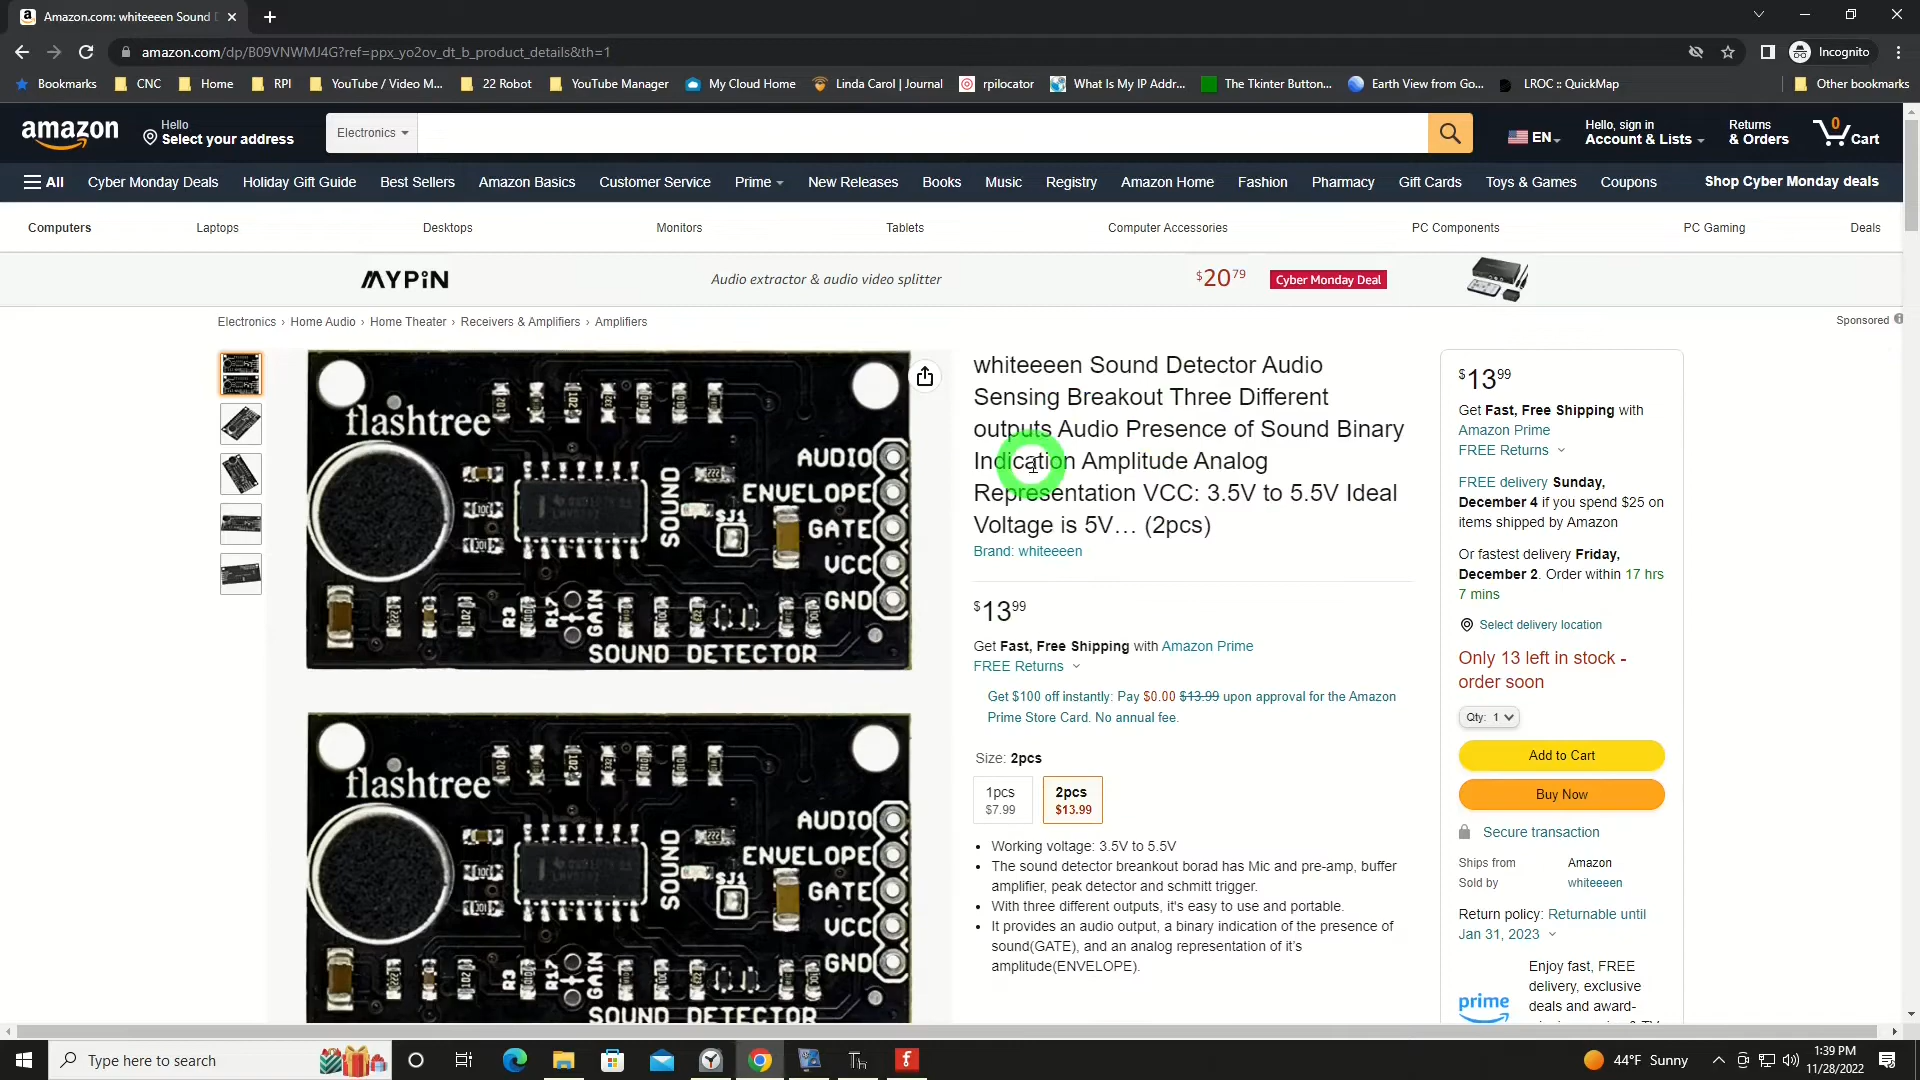 Amazon.com: whiteeeen Sound D
amazon.com/dp/B09VNWMJ4G?ref=ppx_yo2ov_dt_b_product_details&th=1
Incognito
Bookmarks CNC Home RPI YouTube / Video M... 22 Robot YouTube Manager My Cloud Home Linda Carol | Journal rpilocator What Is My IP Addr... The Tkinter Button... Earth View from Go... LROC :: QuickMap Other bookmarks
amazon
Hello
Select your address
Electronics
EN
Hello, sign in
Account & Lists
Returns
& Orders
0
Cart
All Cyber Monday Deals Holiday Gift Guide Best Sellers Amazon Basics Customer Service Prime New Releases Books Music Registry Amazon Home Fashion Pharmacy Gift Cards Toys & Games Coupons Shop Cyber Monday deals
Computers Laptops Desktops Monitors Tablets Computer Accessories PC Components PC Gaming Deals
MYPiN Audio extractor & audio video splitter $20 79 Cyber Monday Deal
Sponsored
Electronics › Home Audio › Home Theater › Receivers & Amplifiers › Amplifiers
flashtree
AUDIO
ENVELOPE
GATE
VCC
GND
SOUND
SJ1
R3
R17
GAIN
SOUND DETECTOR
flashtree
AUDIO
ENVELOPE
GATE
VCC
GND
SOUND
SJ1
R3
R17
GAIN
SOUND DETECTOR
whiteeeen Sound Detector Audio
Sensing Breakout Three Different
outputs Audio Presence of Sound Binary
Indication Amplitude Analog
Representation VCC: 3.5V to 5.5V Ideal
Voltage is 5V… (2pcs)
Brand: whiteeeen
$13 99
Get Fast, Free Shipping with Amazon Prime
FREE Returns
Get $100 off instantly: Pay $0.00 $13.99 upon approval for the Amazon
Prime Store Card. No annual fee.
Size: 2pcs
1pcs
$7.99
2pcs
$13.99
• Working voltage: 3.5V to 5.5V
• The sound detector breankout borad has Mic and pre-amp, buffer
amplifier, peak detector and schmitt trigger.
• With three different outputs, it's easy to use and portable.
• It provides an audio output, a binary indication of the presence of
sound(GATE), and an analog representation of it's
amplitude(ENVELOPE).
$13 99
Get Fast, Free Shipping with
Amazon Prime
FREE Returns
FREE delivery Sunday,
December 4 if you spend $25 on
items shipped by Amazon
Or fastest delivery Friday,
December 2. Order within 17 hrs
7 mins
Select delivery location
Only 13 left in stock -
order soon
Qty: 1
Add to Cart
Buy Now
Secure transaction
Ships from Amazon
Sold by whiteeeen
Return policy: Returnable until
Jan 31, 2023
prime
Enjoy fast, FREE
delivery, exclusive
deals and award-
Type here to search
44°F Sunny
1:39 PM
11/28/2022